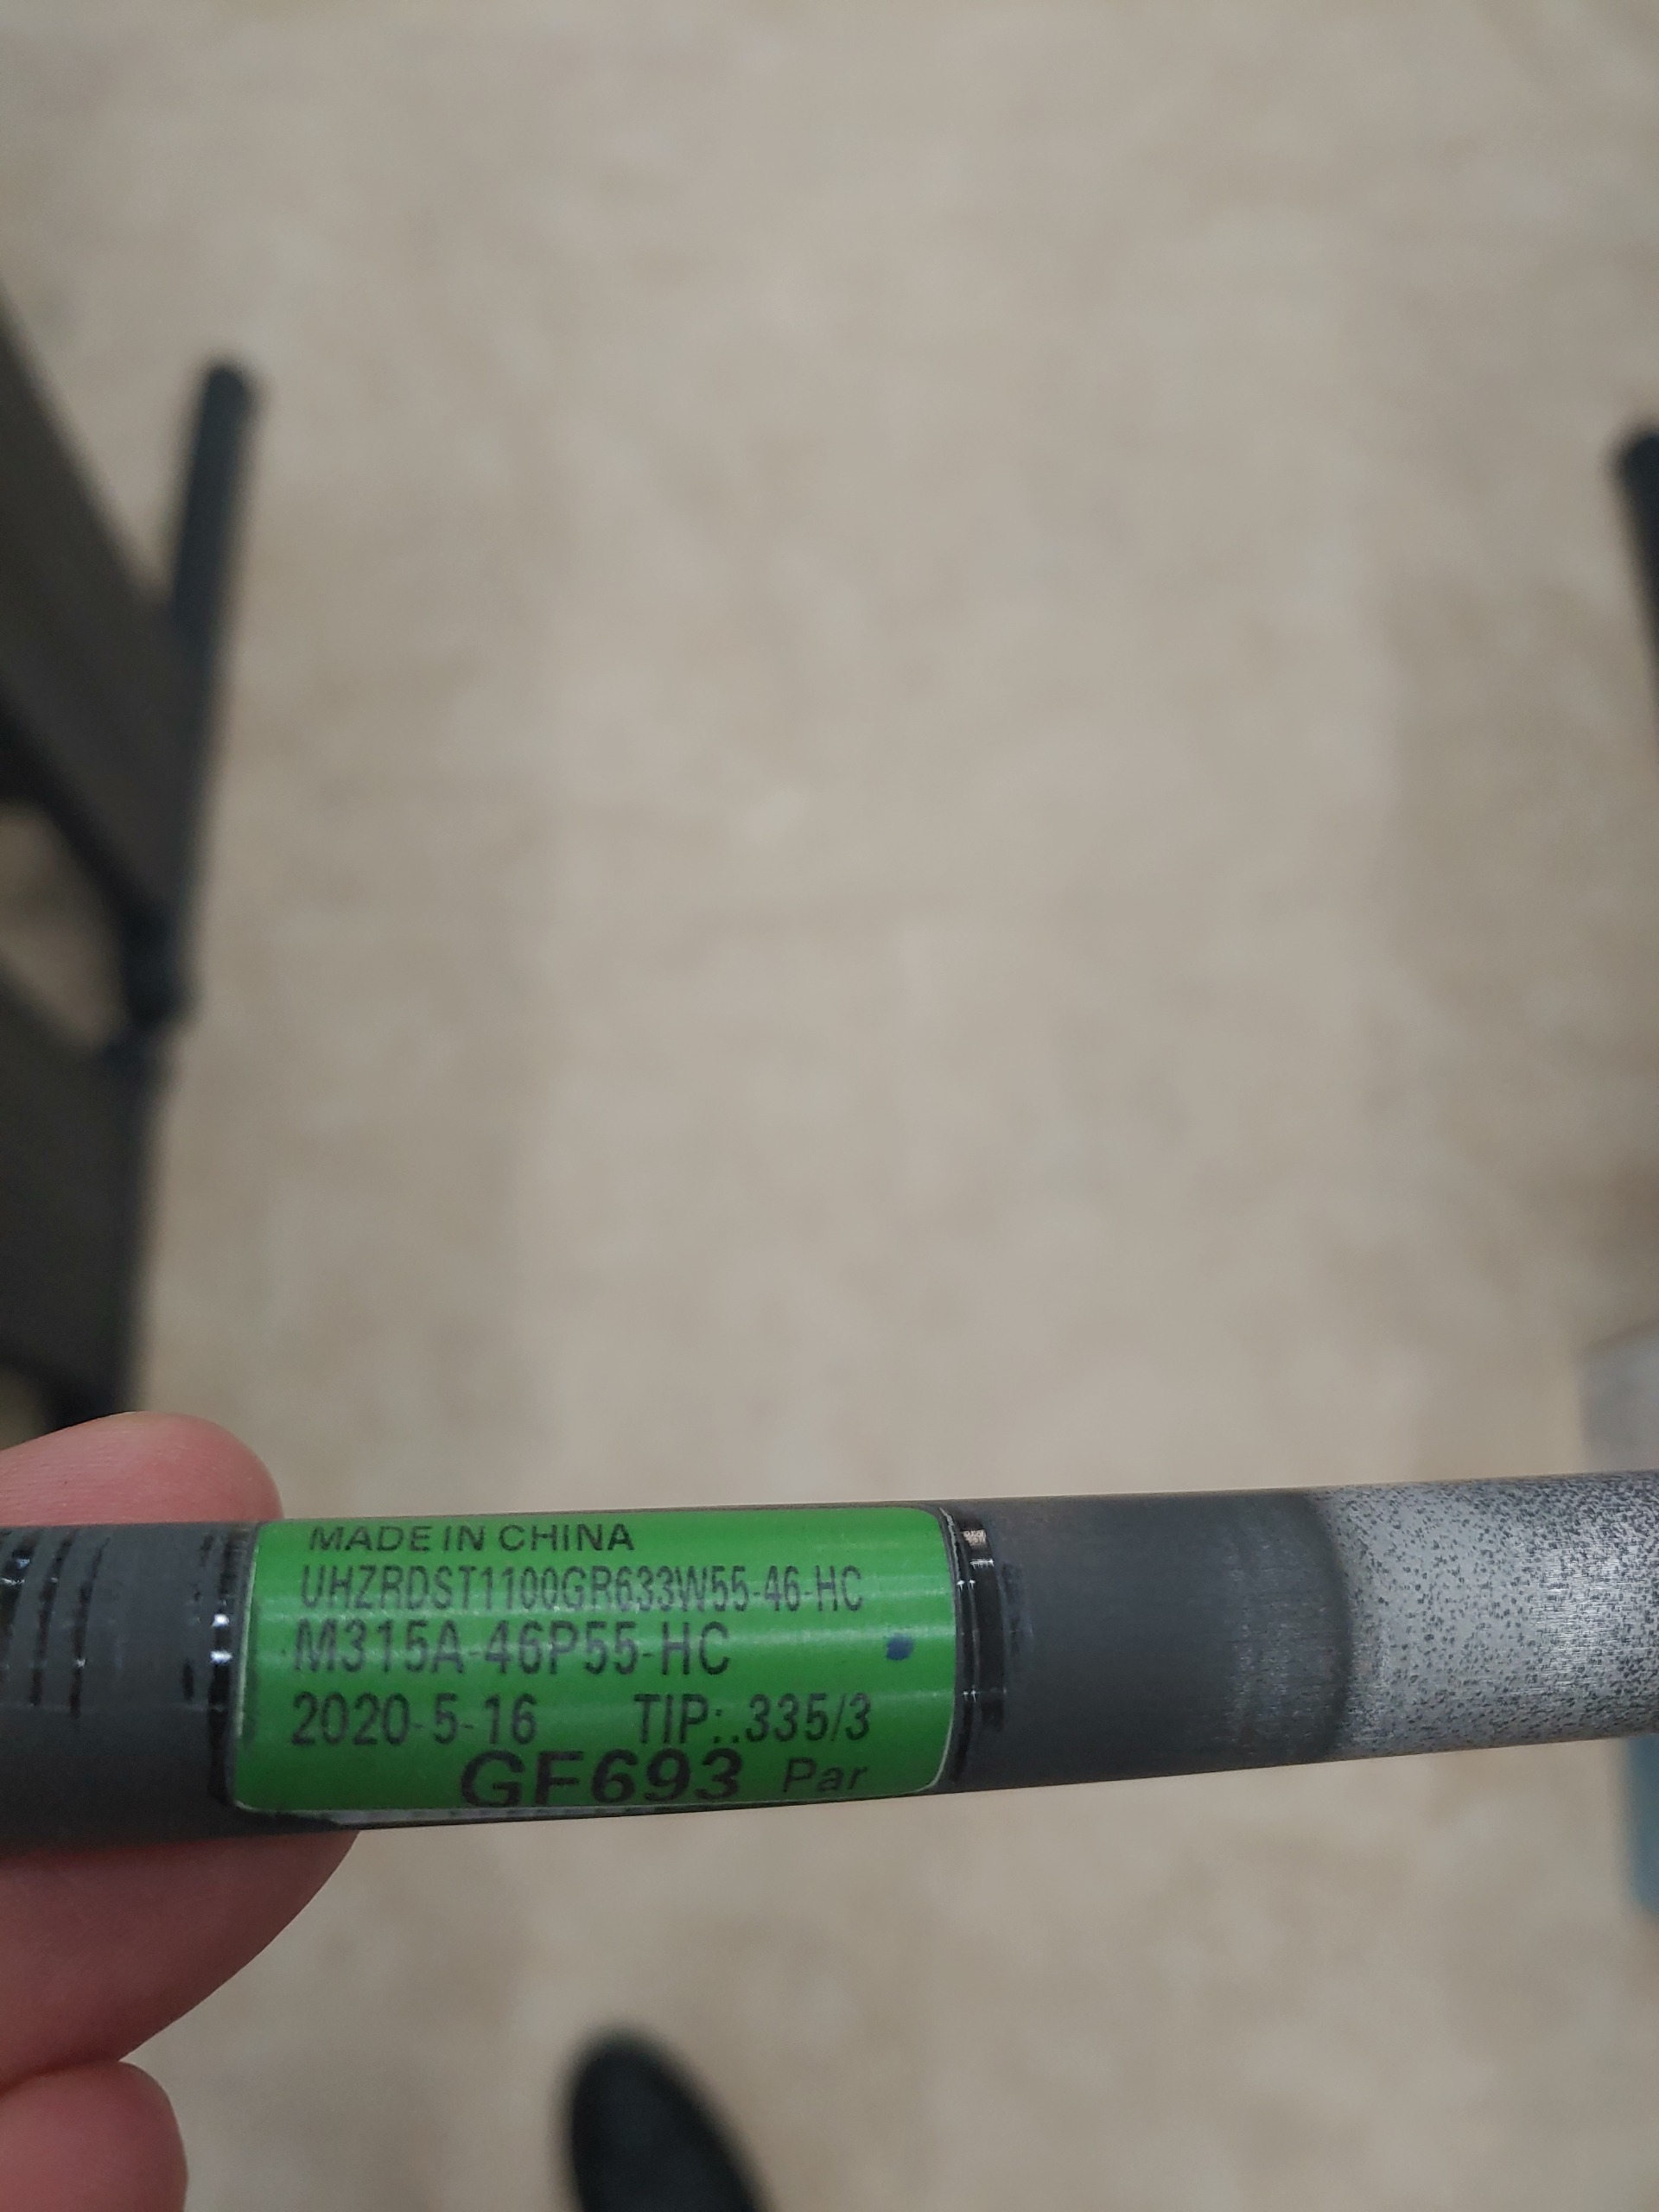 MADE IN CHINA
UHZRDST1100GR633W55-46-HC
M315A-46P55-HC
2020-5-16 TIP:.335/3
GF693 Par